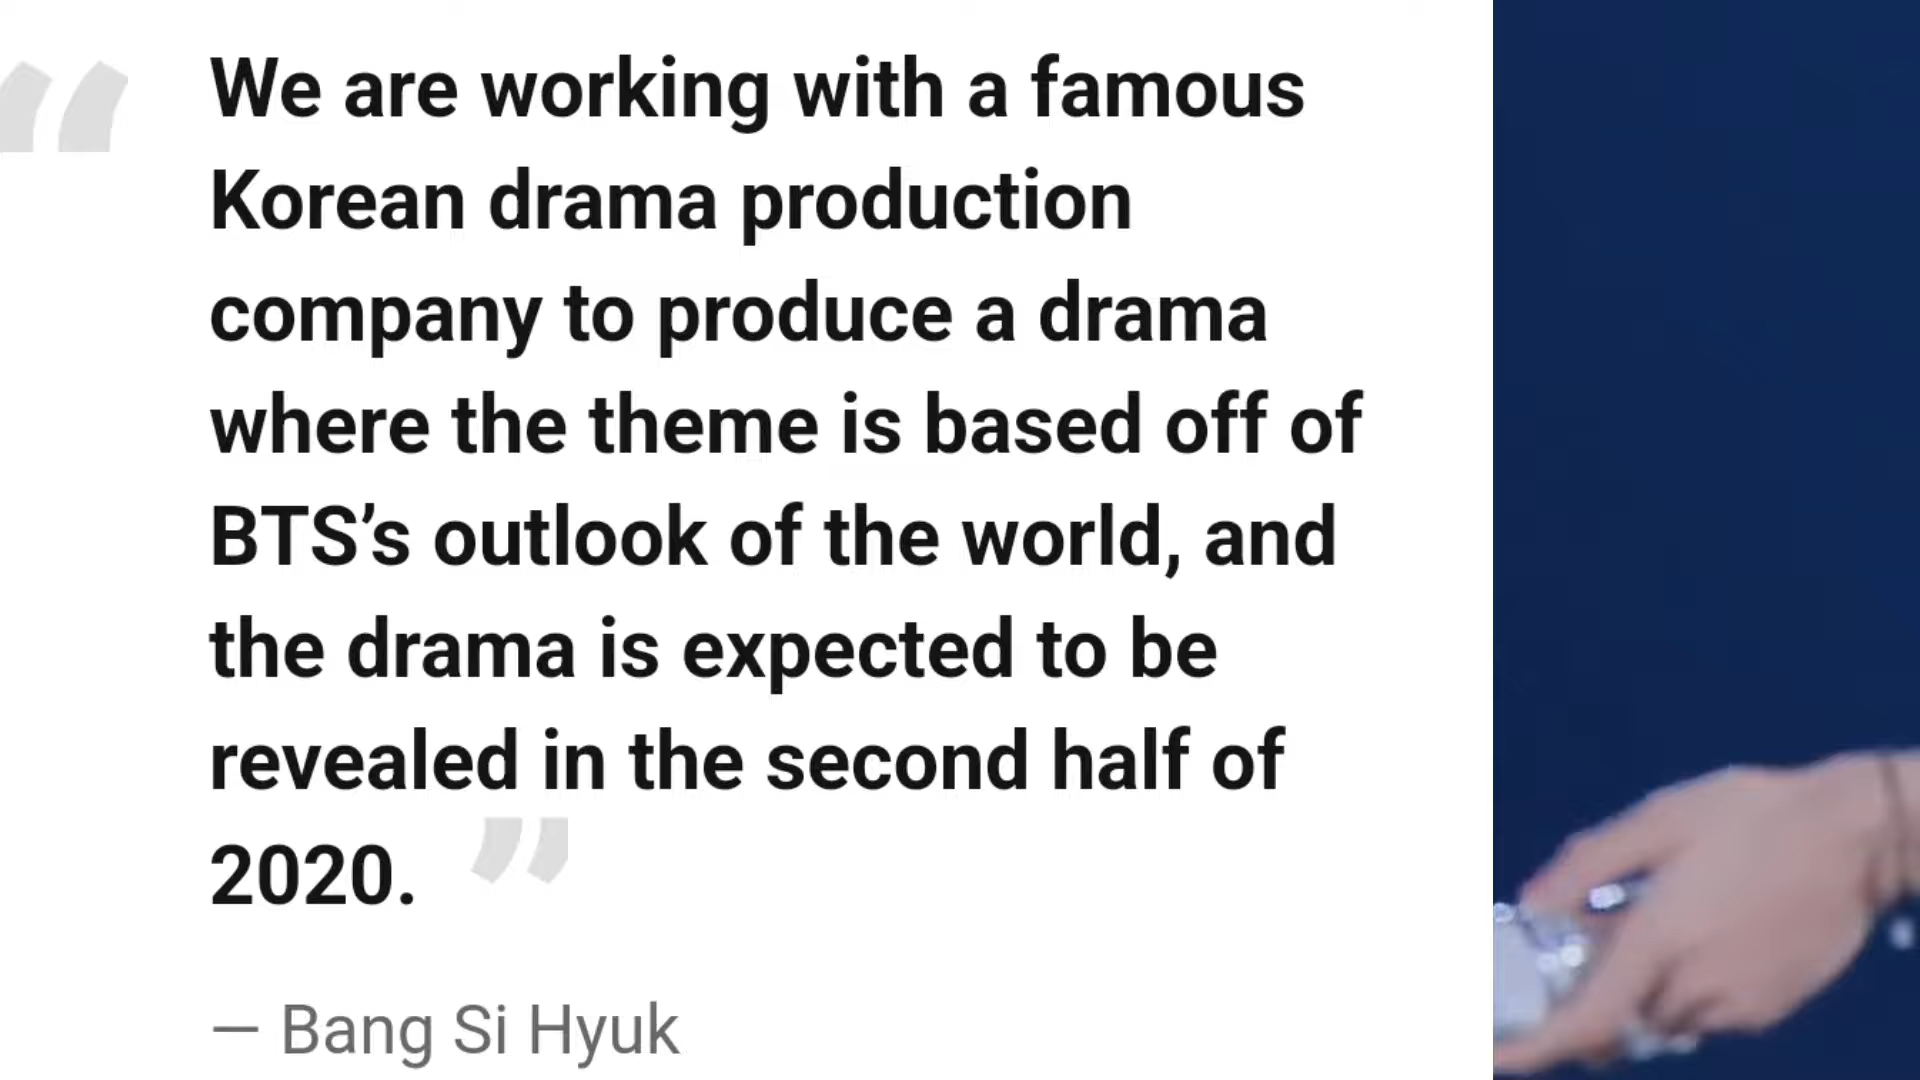 “
We are working with a famous
Korean drama production
company to produce a drama
where the theme is based off of
BTS’s outlook of the world, and
the drama is expected to be
revealed in the second half of
2020. ”
— Bang Si Hyuk